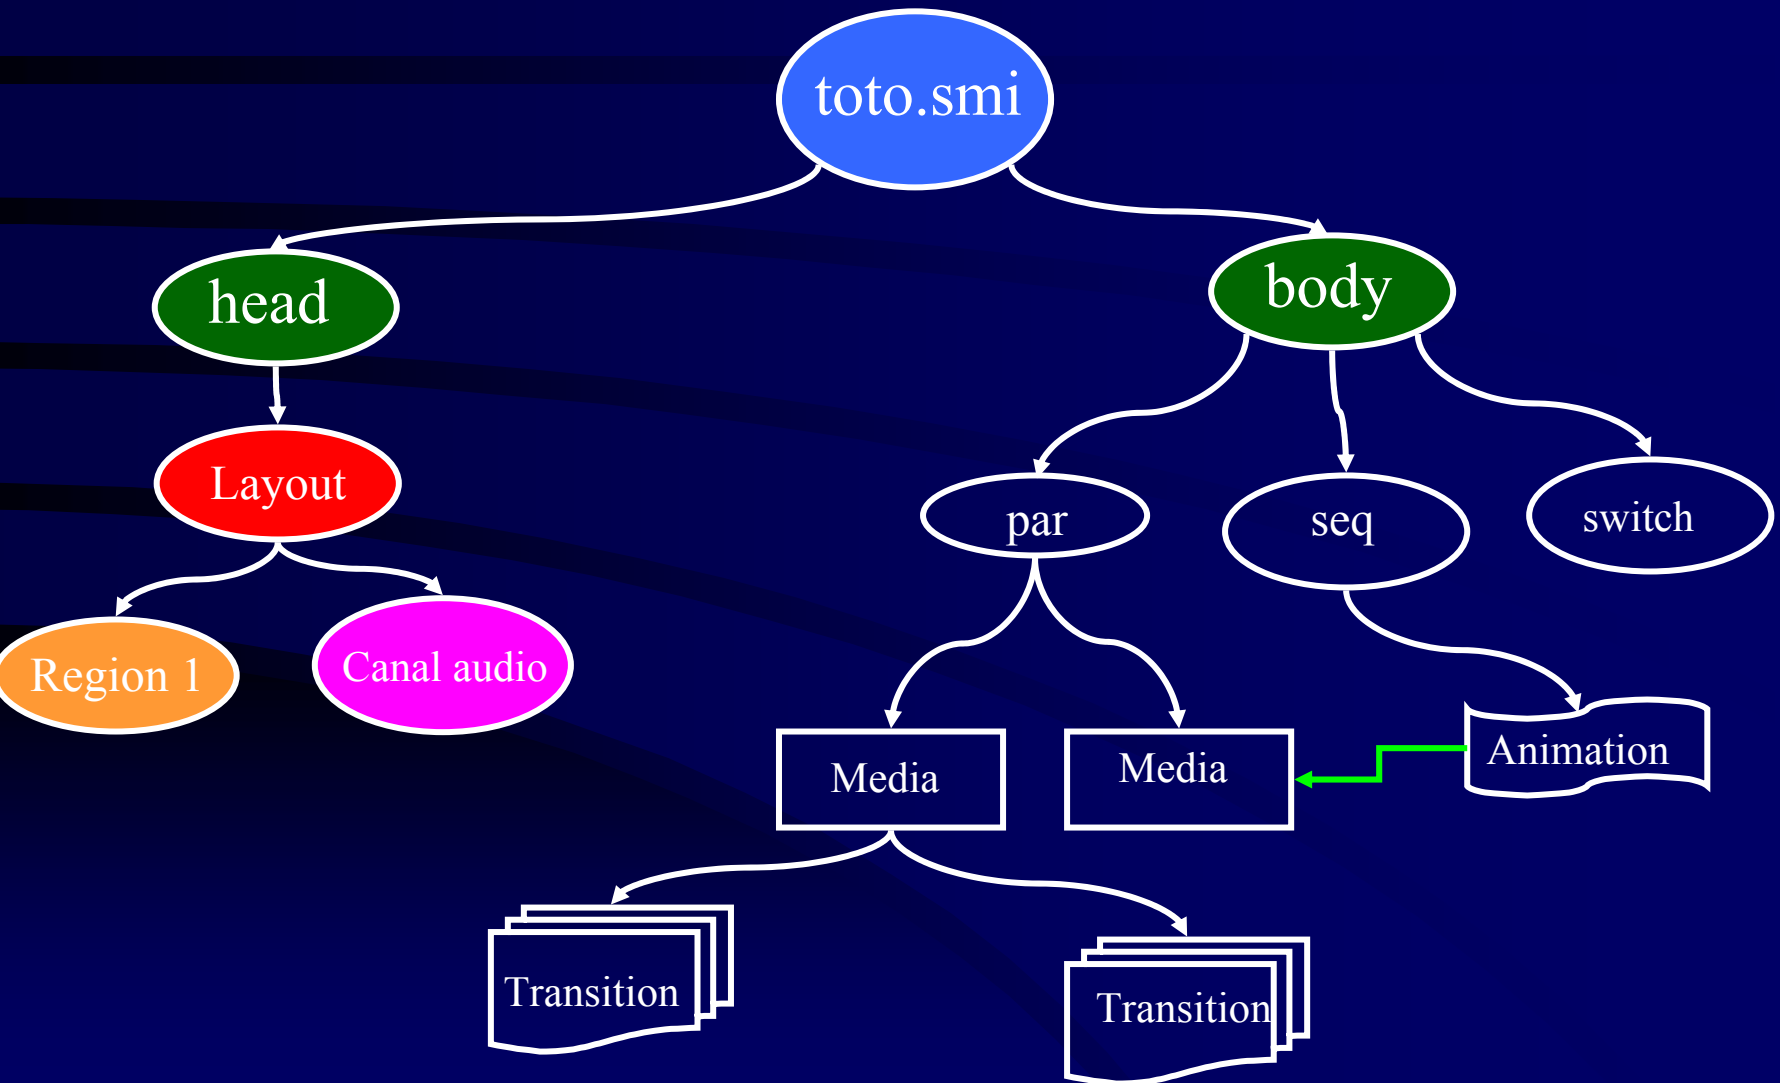 toto.smi
head
body
Layout
par
seq
switch
Region 1
Canal audio
Media
Media
Animation
Transition
Transition